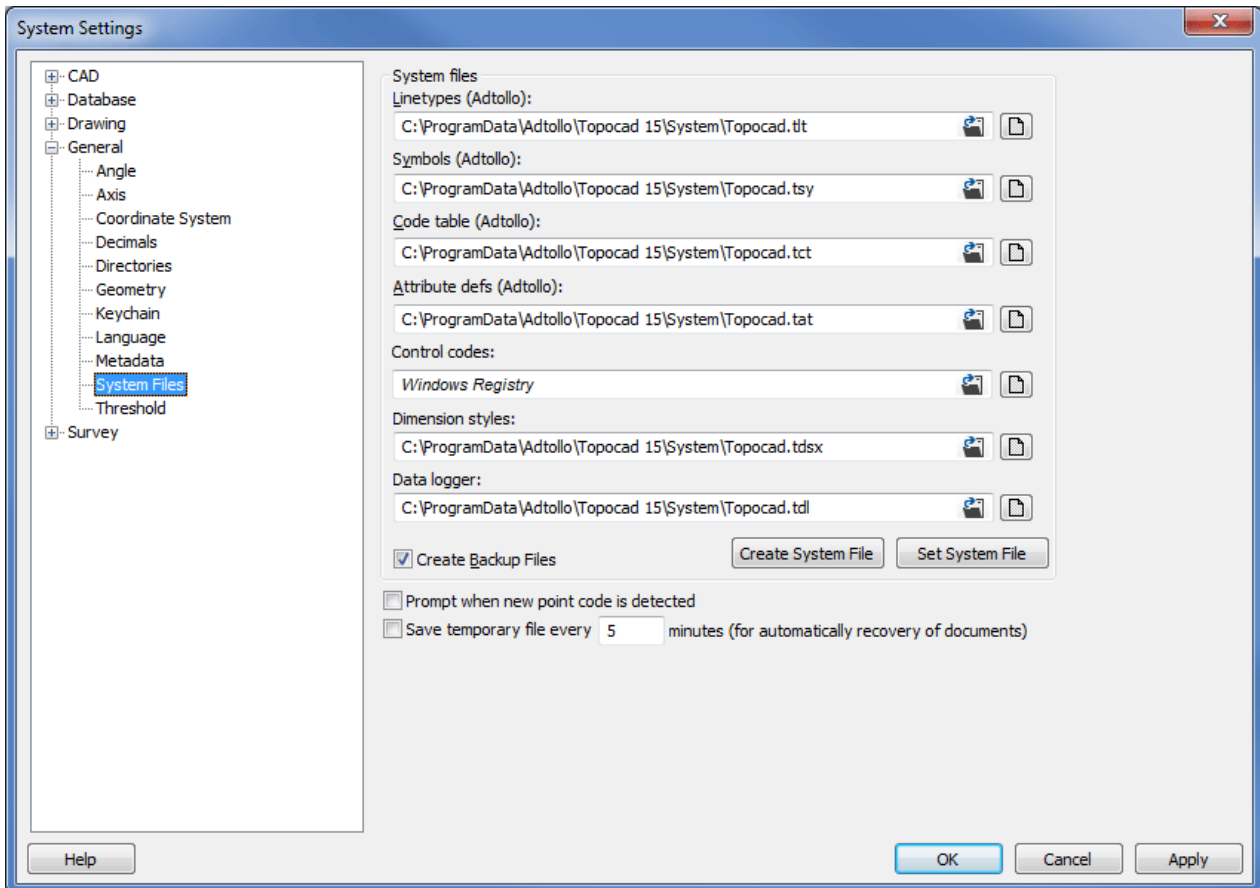 System Settings
CAD
Database
Drawing
General
Angle
Axis
Coordinate System
Decimals
Directories
Geometry
Keychain
Language
Metadata
System Files
Threshold
Survey
System files
Linetypes (Adtollo):
C:\ProgramData\Adtollo\Topocad 15\System\Topocad.tlt
Symbols (Adtollo):
C:\ProgramData\Adtollo\Topocad 15\System\Topocad.tsy
Code table (Adtollo):
C:\ProgramData\Adtollo\Topocad 15\System\Topocad.tct
Attribute defs (Adtollo):
C:\ProgramData\Adtollo\Topocad 15\System\Topocad.tat
Control codes:
Windows Registry
Dimension styles:
C:\ProgramData\Adtollo\Topocad 15\System\Topocad.tdsx
Data logger:
C:\ProgramData\Adtollo\Topocad 15\System\Topocad.tdl
Create Backup Files Create System File Set System File
Prompt when new point code is detected
Save temporary file every 5 minutes (for automatically recovery of documents)
Help OK Cancel Apply